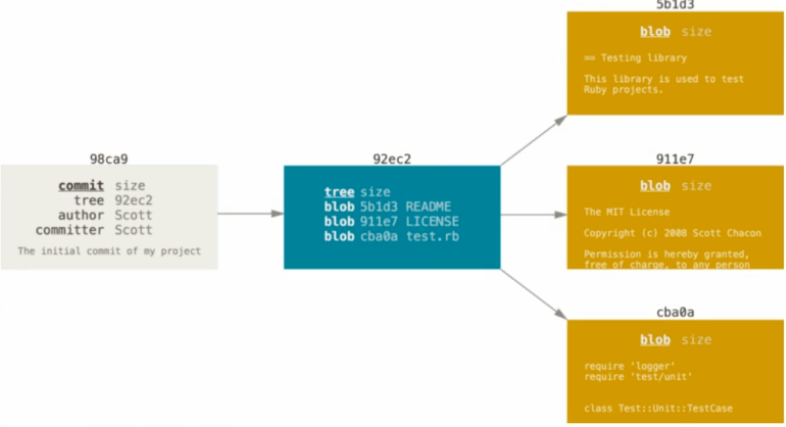 98ca9
commit size
tree 92ec2
author Scott
committer Scott
The initial commit of my project
92ec2
tree size
blob 5b1d3 README
blob 911e7 LICENSE
blob cba0a test.rb
5b1d3
blob size
== Testing library
This library is used to test
Ruby projects.
911e7
blob size
The MIT License
Copyright (c) 2008 Scott Chacon
Permission is hereby granted,
free of charge, to any person
cba0a
blob size
require 'logger'
require 'test/unit'
class Test::Unit::TestCase